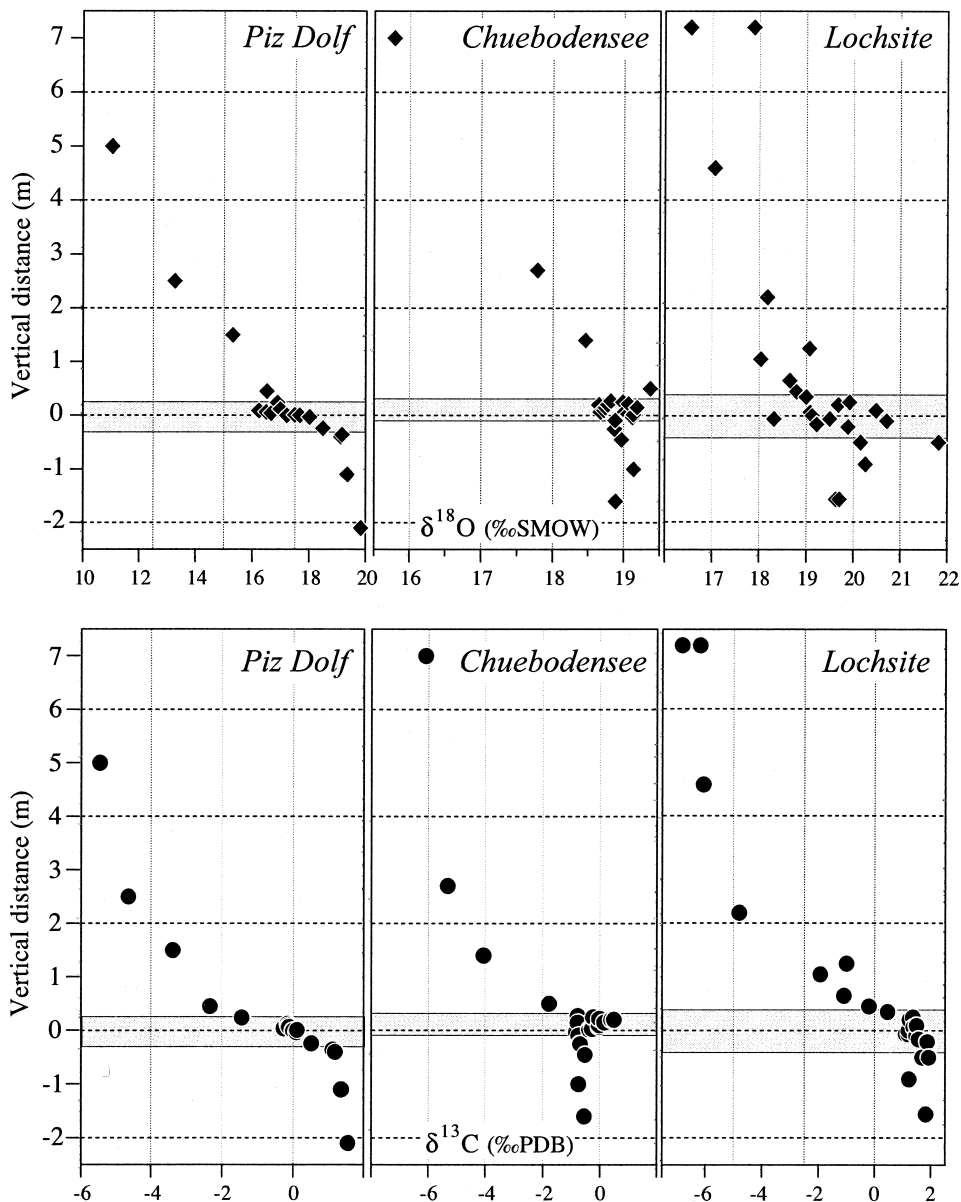 Piz Dolf Chuebodensee Lochsite
7
6
5
4
3
2
1
0
-1
-2
Vertical distance (m)
δ18O (‰SMOW)
10 12 14 16 18 20 16 17 18 19 17 18 19 20 21 22
Piz Dolf Chuebodensee Lochsite
7
6
5
4
3
2
1
0
-1
-2
Vertical distance (m)
δ13C (‰PDB)
-6 -4 -2 0 -6 -4 -2 0 -6 -4 -2 0 2